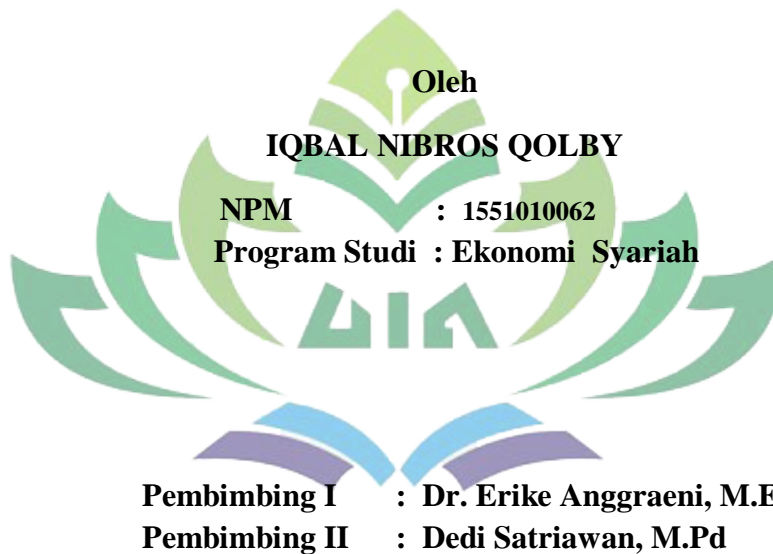 Oleh
IQBAL NIBROS QOLBY
NPM : 1551010062
Program Studi : Ekonomi Syariah
UIN
Pembimbing I : Dr. Erike Anggraeni, M.E
Pembimbing II : Dedi Satriawan, M.Pd